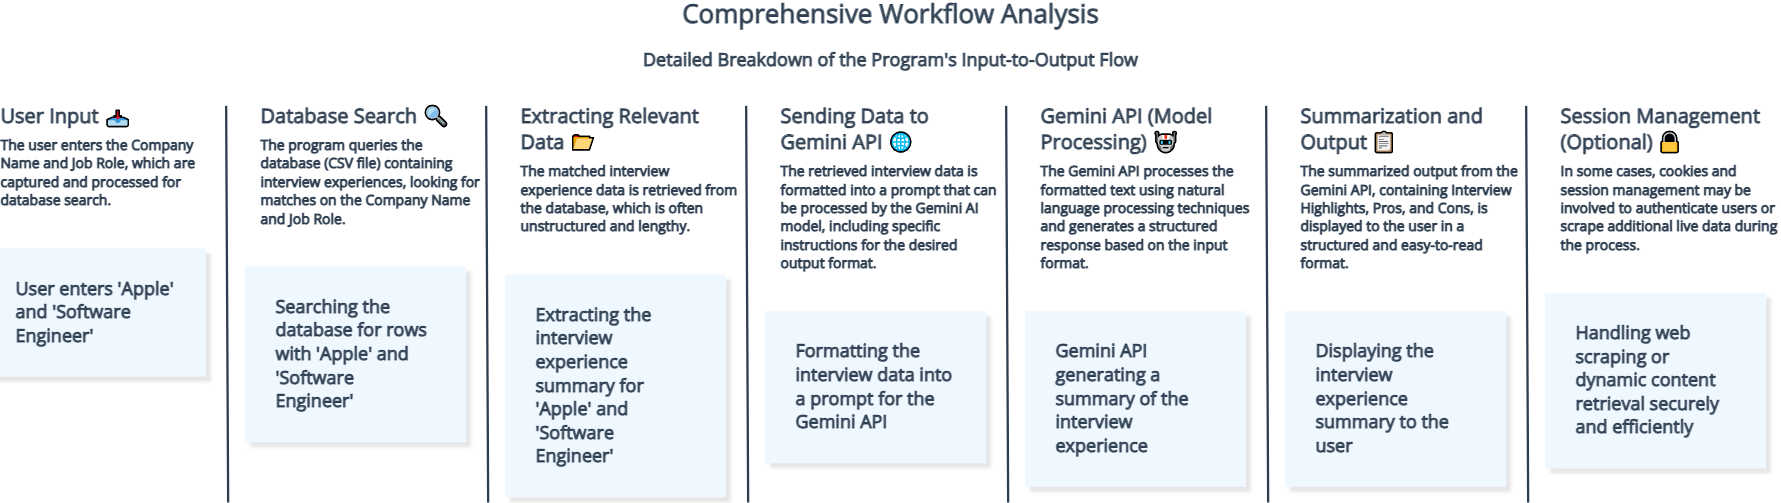 Comprehensive Workflow Analysis
Detailed Breakdown of the Program's Input-to-Output Flow
User Input
The user enters the Company
Name and Job Role, which are
captured and processed for
database search.
User enters 'Apple'
and 'Software
Engineer'
Database Search
The program queries the
database (CSV file) containing
interview experiences, looking for
matches on the Company Name
and Job Role.
Searching the
database for rows
with 'Apple' and
'Software
Engineer'
Extracting Relevant
Data
The matched interview
experience data is retrieved from
the database, which is often
unstructured and lengthy.
Extracting the
interview
experience
summary for
'Apple' and
'Software
Engineer'
Sending Data to
Gemini API
The retrieved interview data is
formatted into a prompt that can
be processed by the Gemini AI
model, including specific
instructions for the desired
output format.
Formatting the
interview data into
a prompt for the
Gemini API
Gemini API (Model
Processing)
The Gemini API processes the
formatted text using natural
language processing techniques
and generates a structured
response based on the input
format.
Gemini API
generating a
summary of the
interview
experience
Summarization and
Output
The summarized output from the
Gemini API, containing Interview
Highlights, Pros, and Cons, is
displayed to the user in a
structured and easy-to-read
format.
Displaying the
interview
experience
summary to the
user
Session Management
(Optional)
In some cases, cookies and
session management may be
involved to authenticate users or
scrape additional live data during
the process.
Handling web
scraping or
dynamic content
retrieval securely
and efficiently